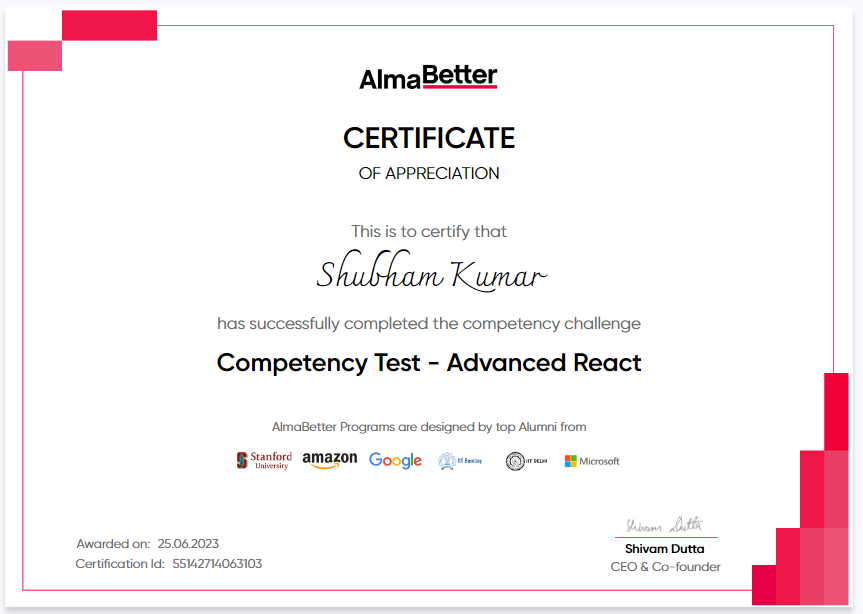 AlmaBetter
CERTIFICATE
OF APPRECIATION
This is to certify that
Shubham Kumar
has successfully completed the competency challenge
Competency Test - Advanced React
AlmaBetter Programs are designed by top Alumni from
Stanford University amazon Google IIT Bombay IIT DELHI Microsoft
Shivam Dutta
Awarded on: 25.06.2023
Certification Id: 55142714063103
Shivam Dutta
CEO & Co-founder